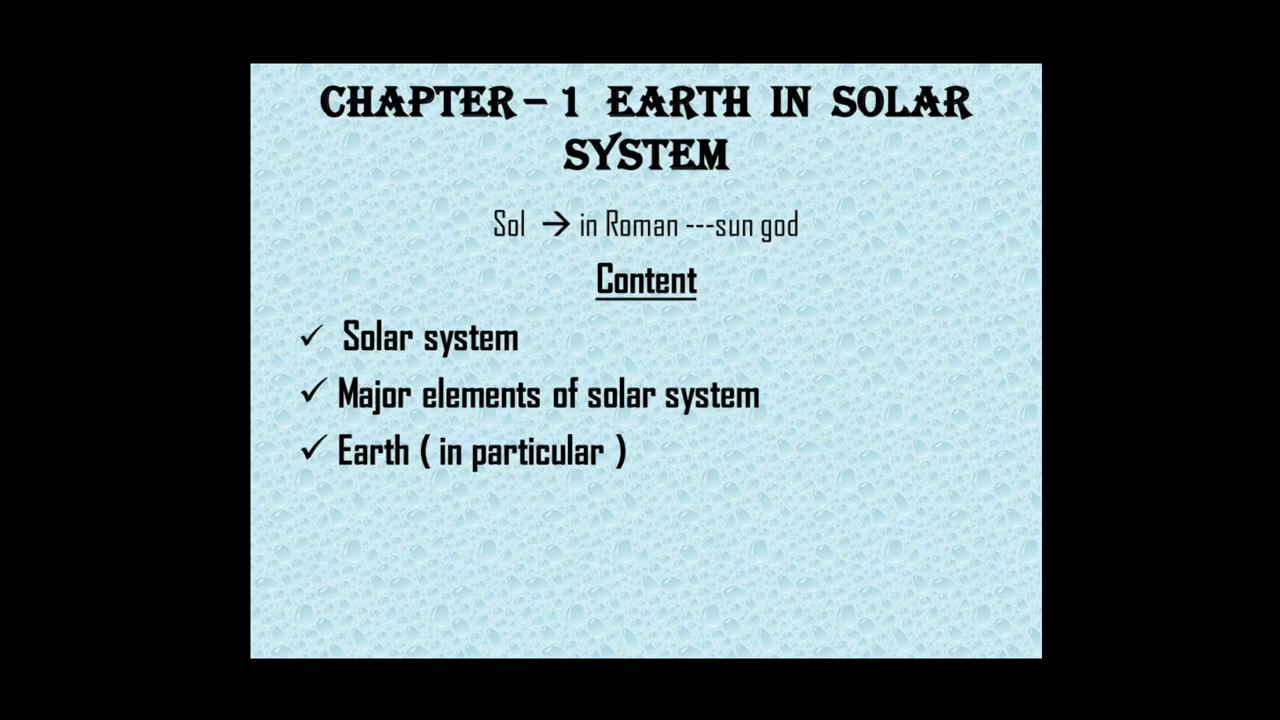 CHAPTER – 1 EARTH IN SOLAR
SYSTEM
Sol → in Roman ---sun god
Content
✓ Solar system
✓ Major elements of solar system
✓ Earth ( in particular )